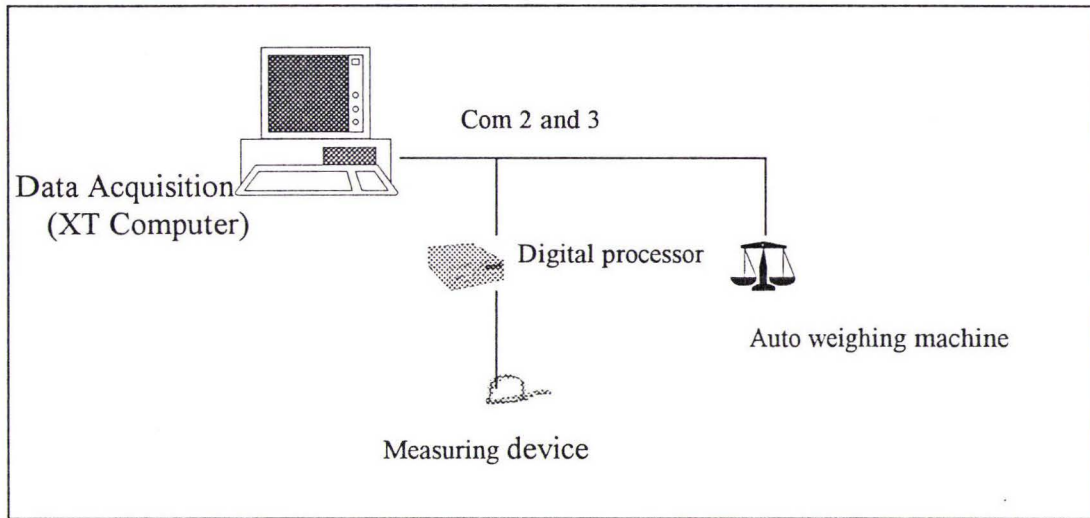 Com 2 and 3
Data Acquisition
(XT Computer)
Digital processor
Auto weighing machine
Measuring device